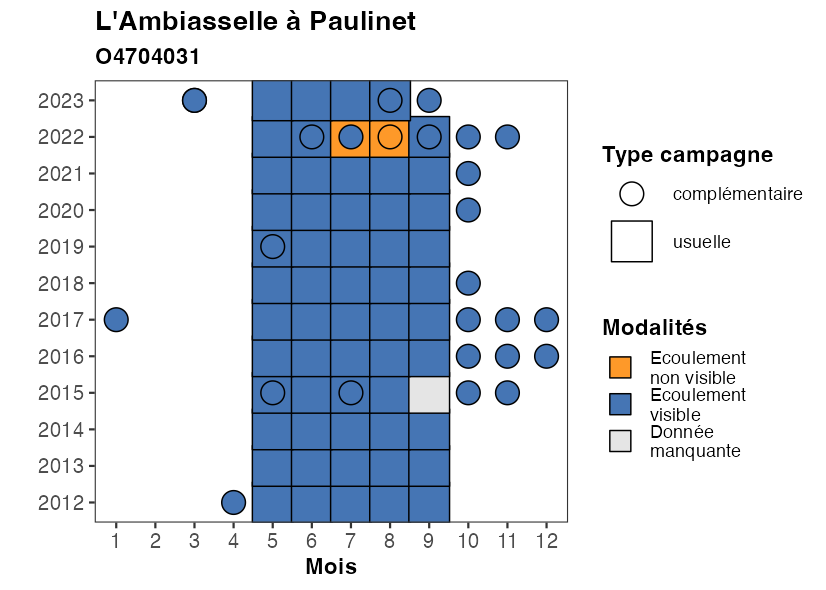 L'Ambiasselle à Paulinet
O4704031
2023
2022
2021
2020
2019
2018
2017
2016
2015
2014
2013
2012
1 2 3 4 5 6 7 8 9 10 11 12
Mois
Type campagne
complémentaire
usuelle
Modalités
Ecoulement
non visible
Ecoulement
visible
Donnée
manquante